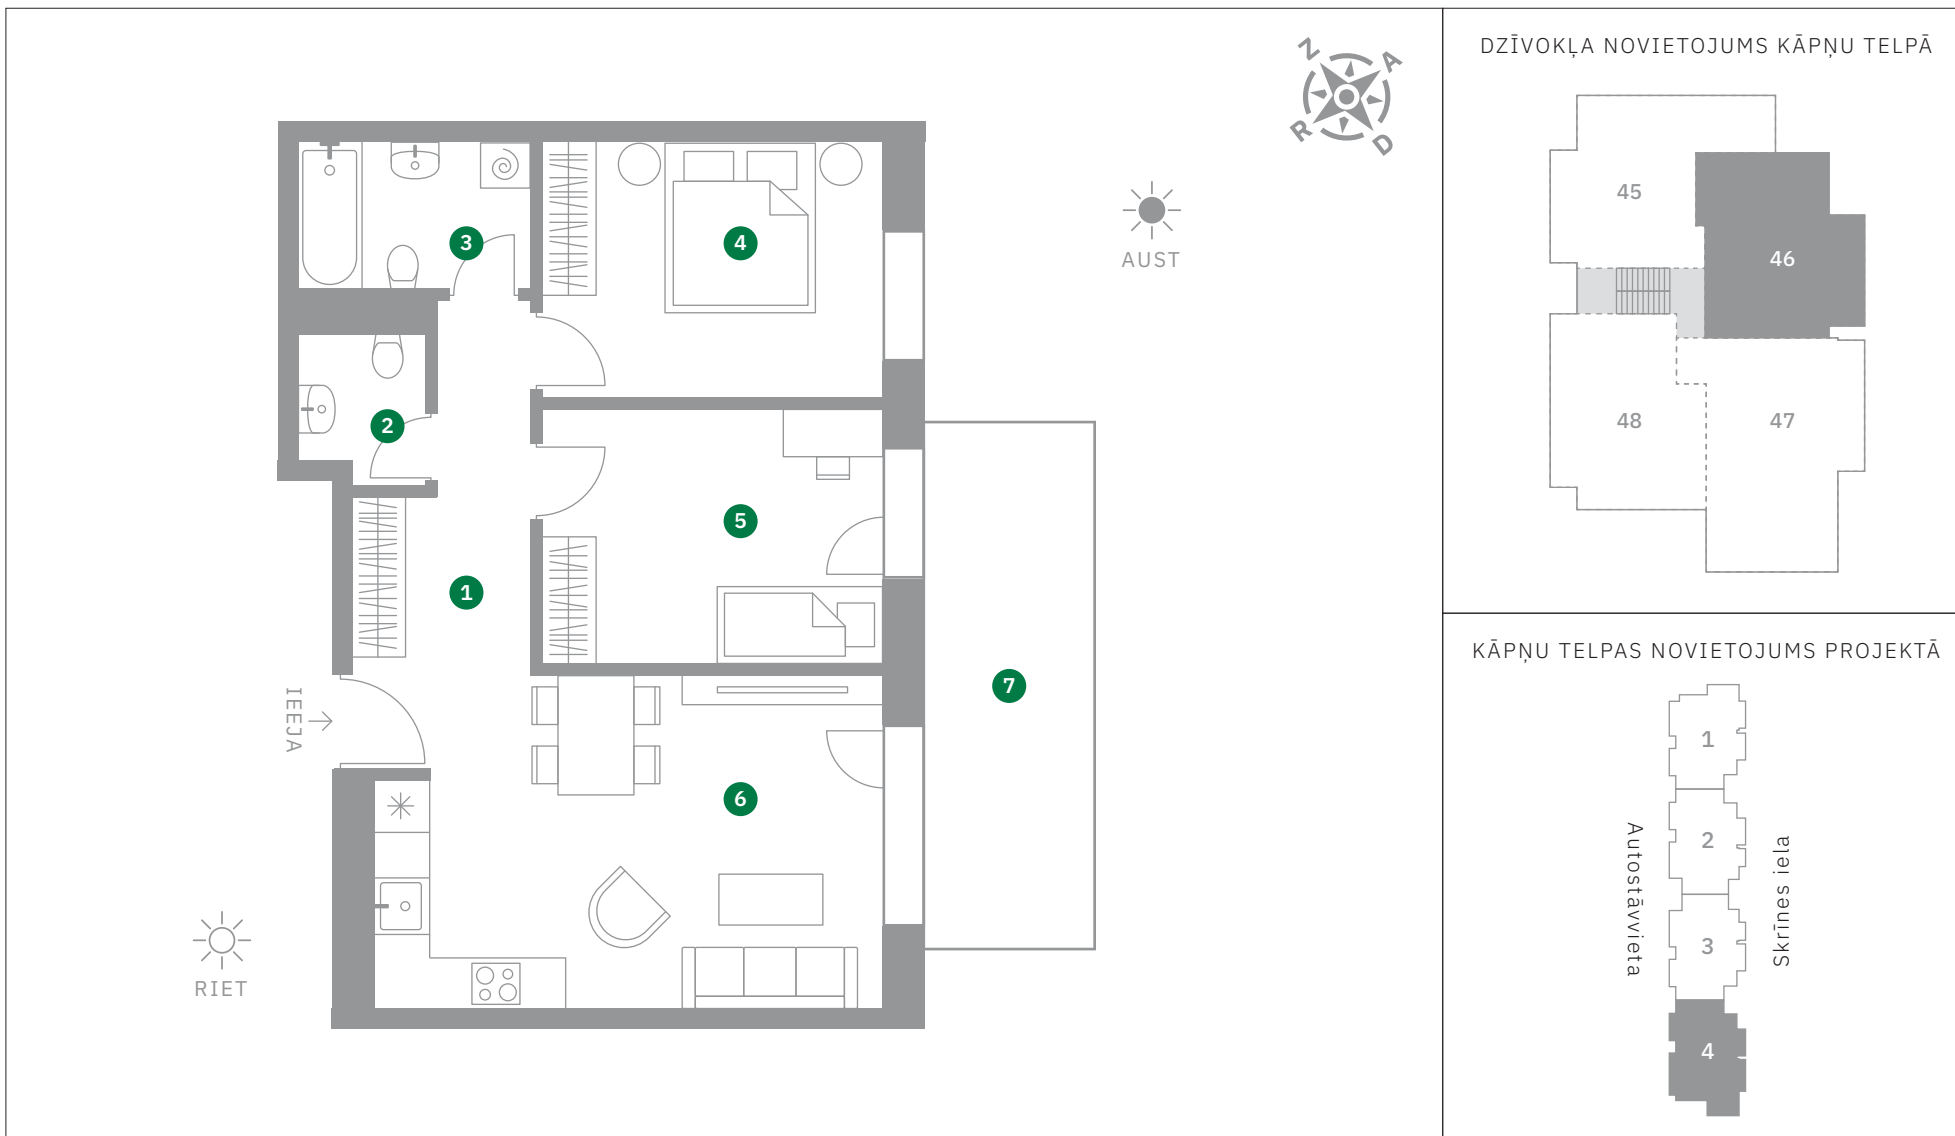 Z
A
R
D
AUST
3
4
2
5
1
IEEJA
7
6
RIET
DZĪVOKĻA NOVIETOJUMS KĀPŅU TELPĀ
45
46
48
47
KĀPŅU TELPAS NOVIETOJUMS PROJEKTĀ
1
2
3
4
Autostāvvieta
Skrīnes iela